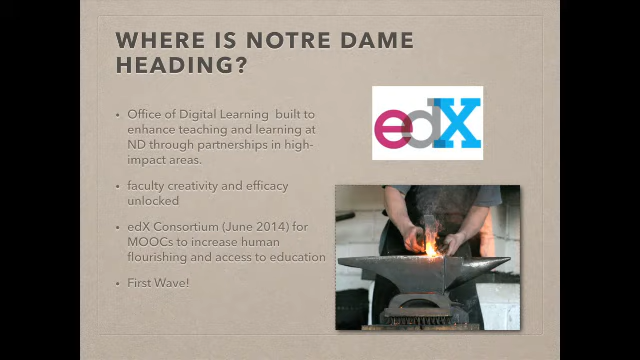 WHERE IS NOTRE DAME
HEADING?
• Office of Digital Learning built to
enhance teaching and learning at
ND through partnerships in high-
impact areas.
• faculty creativity and efficacy
unlocked
• edX Consortium (June 2014) for
MOOCs to increase human
flourishing and access to education
• First Wave!
edX